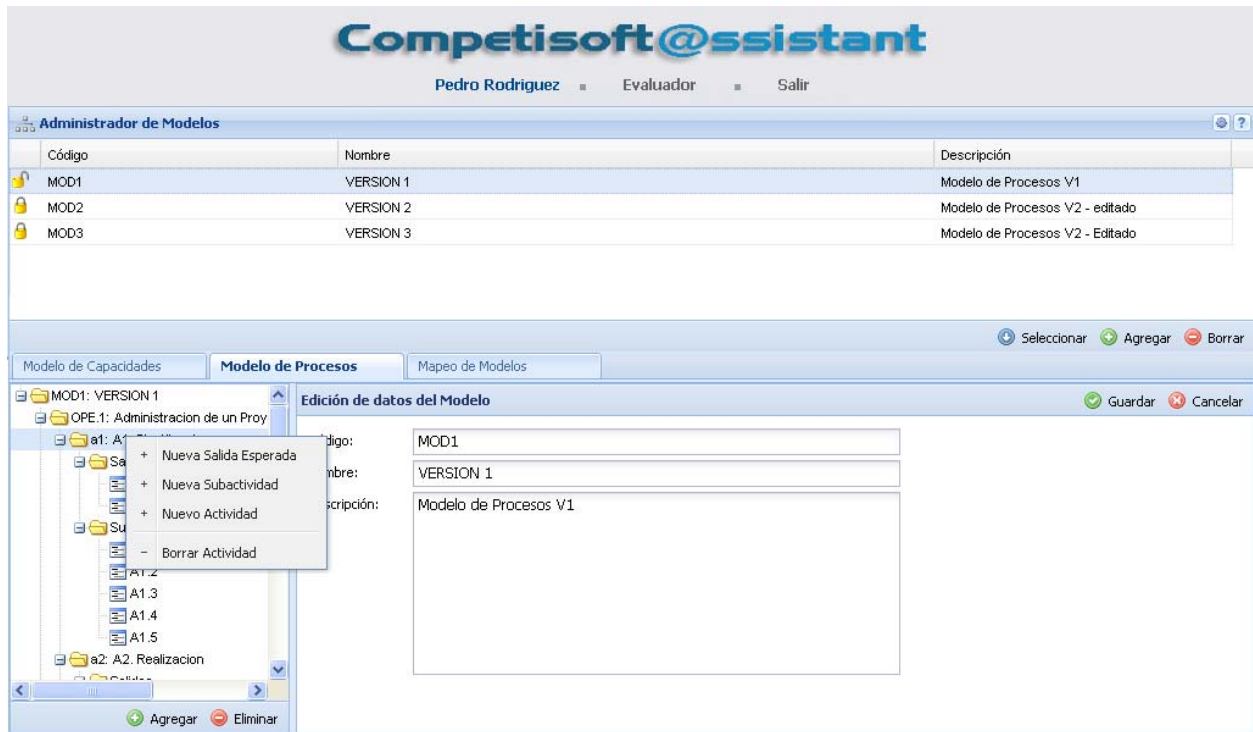 Competisoft@ssistant
Pedro Rodriguez Evaluador Salir
Administrador de Modelos
Código Nombre Descripción
MOD1 VERSION 1 Modelo de Procesos V1
MOD2 VERSION 2 Modelo de Procesos V2 - editado
MOD3 VERSION 3 Modelo de Procesos V2 - Editado
Seleccionar Agregar Borrar
Modelo de Capacidades Modelo de Procesos Mapeo de Modelos
MOD1: VERSION 1
OPE.1: Administracion de un Proy
a1:
+ Nueva Salida Esperada
+ Nueva Subactividad
+ Nuevo Actividad
- Borrar Actividad
A1.2
A1.3
A1.4
A1.5
a2: A2. Realizacion
Agregar Eliminar
Edición de datos del Modelo Guardar Cancelar
MOD1
VERSION 1
Modelo de Procesos V1